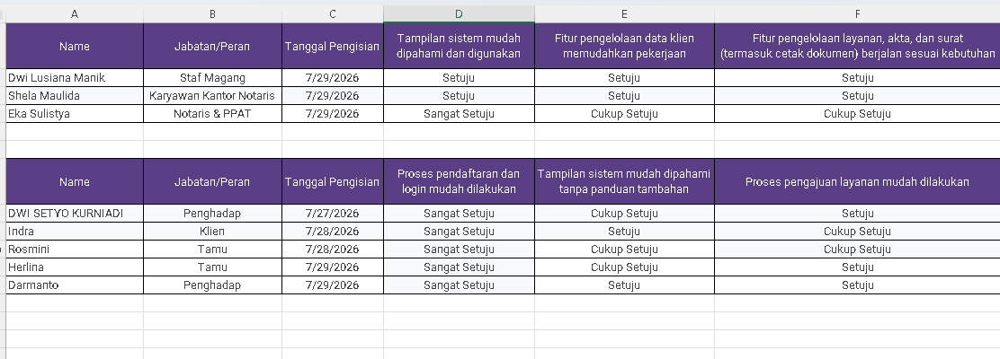 A B C D E F
Name Jabatan/Peran Tanggal Pengisian Tampilan sistem mudah dipahami dan digunakan Fitur pengelolaan data klien memudahkan pekerjaan Fitur pengelolaan layanan, akta, dan surat (termasuk cetak dokumen) berjalan sesuai kebutuhan
Dwi Lusiana Manik Staf Magang 7/29/2026 Setuju Setuju Setuju
Shela Maulida Karyawan Kantor Notaris 7/29/2026 Setuju Setuju Setuju
Eka Sulistya Notaris & PPAT 7/29/2026 Sangat Setuju Cukup Setuju Cukup Setuju
Name Jabatan/Peran Tanggal Pengisian Proses pendaftaran dan login mudah dilakukan Tampilan sistem mudah dipahami tanpa panduan tambahan Proses pengajuan layanan mudah dilakukan
DWI SETYO KURNIADI Penghadap 7/27/2026 Sangat Setuju Cukup Setuju Setuju
Indra Klien 7/28/2026 Sangat Setuju Setuju Cukup Setuju
Rosmini Tamu 7/28/2026 Sangat Setuju Cukup Setuju Cukup Setuju
Herlina Tamu 7/29/2026 Sangat Setuju Cukup Setuju Setuju
Darmanto Penghadap 7/29/2026 Sangat Setuju Setuju Setuju